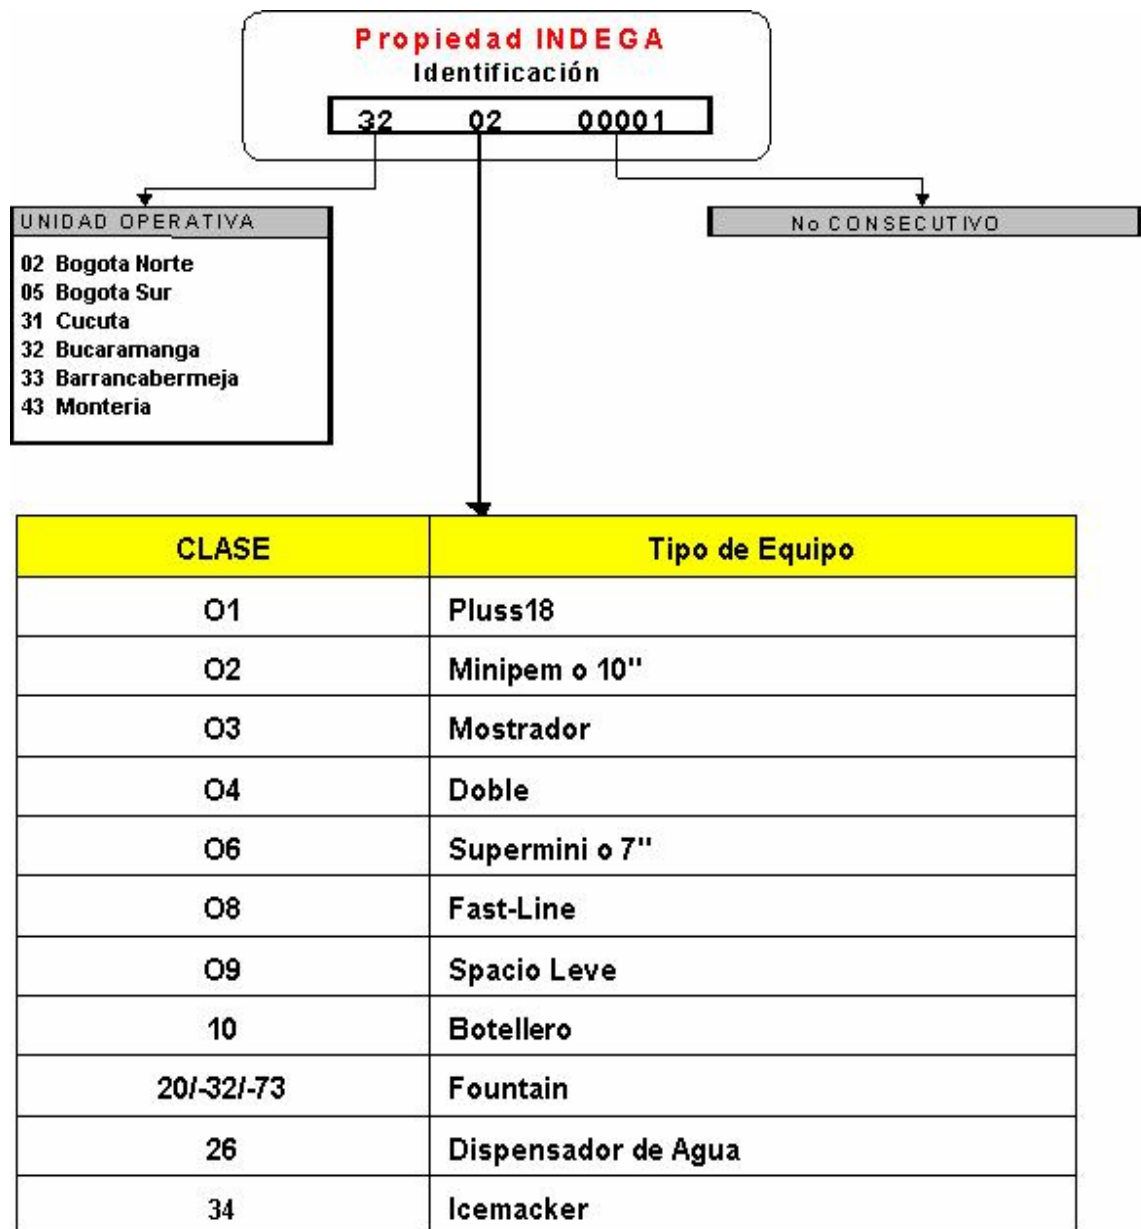 Propiedad INDEGA
Identificación
32 02 00001
UNIDAD OPERATIVA
02 Bogota Norte
05 Bogota Sur
31 Cucuta
32 Bucaramanga
33 Barrancabermeja
43 Monteria
No CONSECUTIVO
CLASE Tipo de Equipo
O1 Pluss18
O2 Minipem o 10"
O3 Mostrador
O4 Doble
O6 Supermini o 7"
O8 Fast-Line
O9 Spacio Leve
10 Botellero
20/-32/-73 Fountain
26 Dispensador de Agua
34 Icemacker